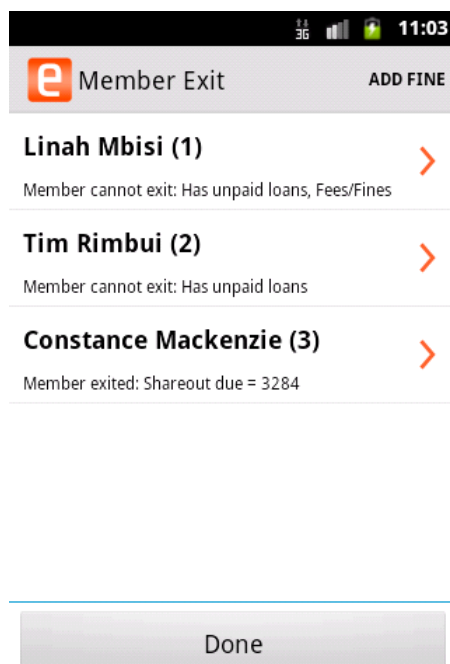 3G 11:03
e Member Exit ADD FINE
Linah Mbisi (1)
Member cannot exit: Has unpaid loans, Fees/Fines
Tim Rimbui (2)
Member cannot exit: Has unpaid loans
Constance Mackenzie (3)
Member exited: Shareout due = 3284
Done